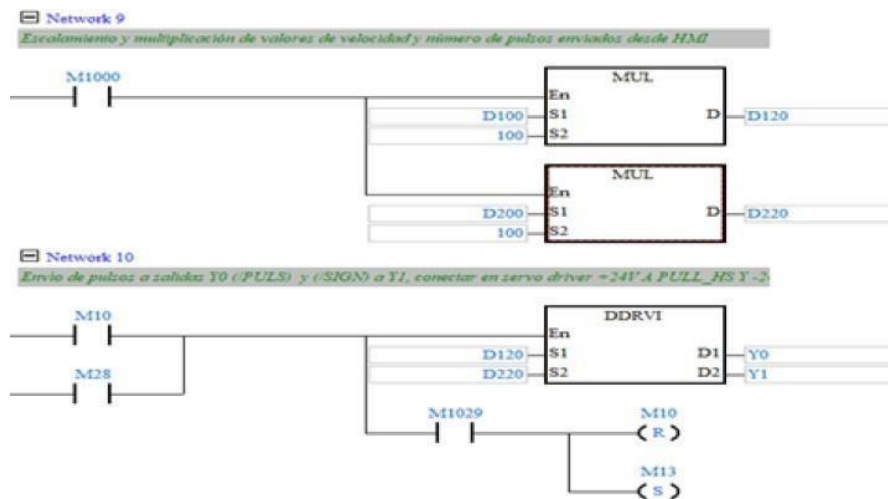 Network 9
Escalamiento y multiplicación de valores de velocidad y número de pulsos enviados desde HMI
M1000
MUL
En
D100 S1 D D120
100 S2
MUL
En
D200 S1 D D220
100 S2
Network 10
Envío de pulsos a salidas Y0 (/PULS) y (/SIGN) a Y1, conectar en servo driver +24V A PULL_HS Y -2
M10
DDRVI
En
D120 S1 D1 Y0
M28
D220 S2 D2 Y1
M1029 M10
R
M13
S